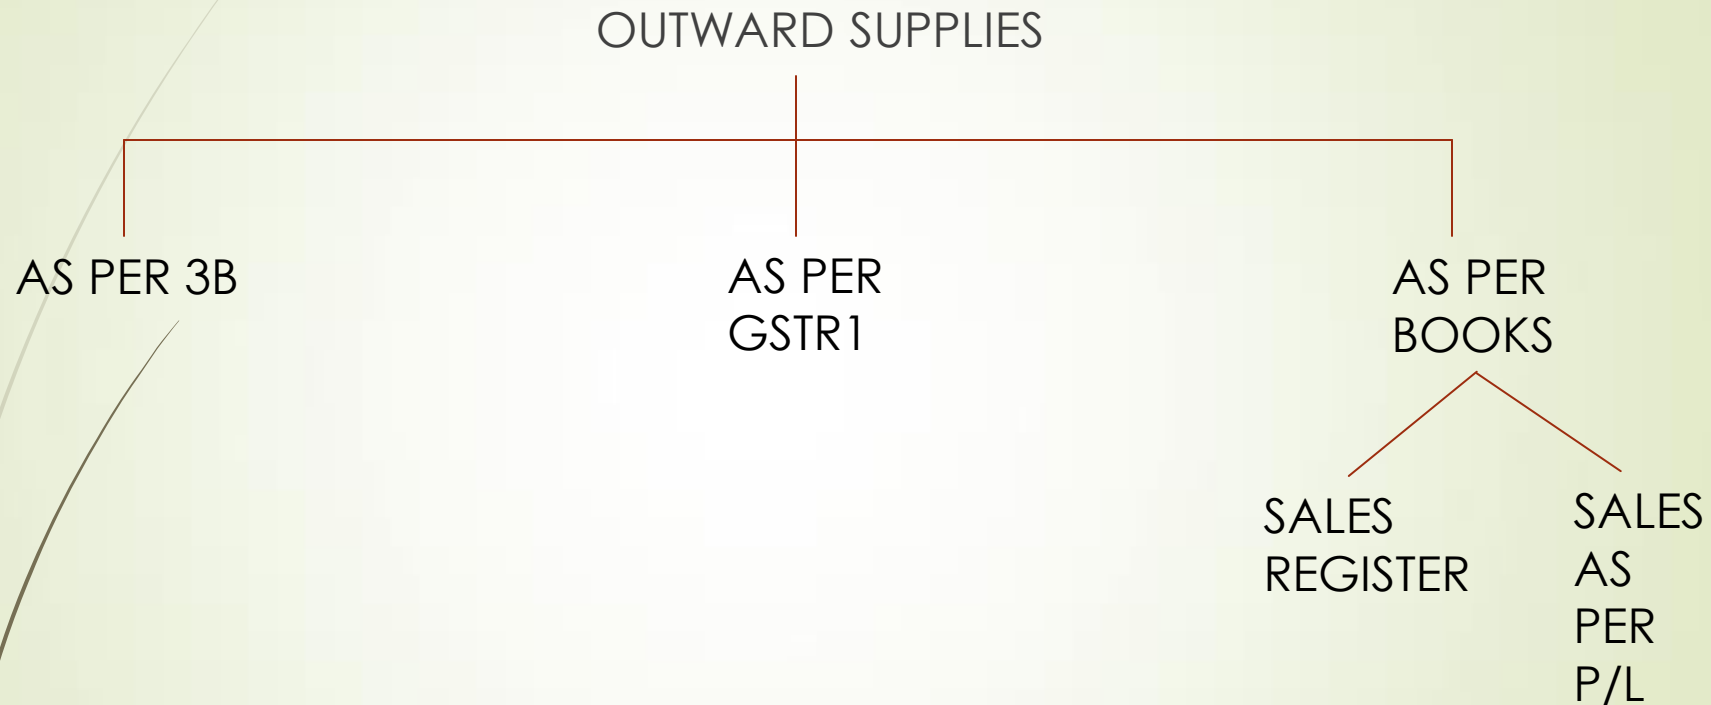 OUTWARD SUPPLIES
AS PER 3B
AS PER
GSTR1
AS PER
BOOKS
SALES
REGISTER
SALES
AS
PER
P/L